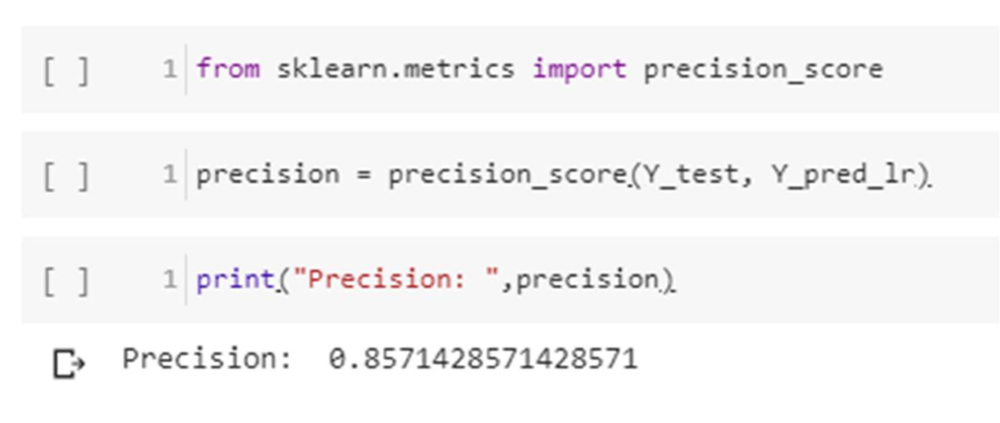 [ ] 1 from sklearn.metrics import precision_score
[ ] 1 precision = precision_score(Y_test, Y_pred_lr)
[ ] 1 print("Precision: ",precision)
Precision:  0.8571428571428571